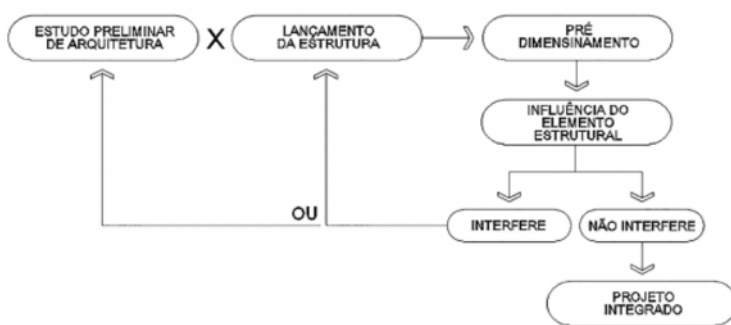 ESTUDO PRELIMINAR
DE ARQUITETURA
X
LANÇAMENTO
DA ESTRUTURA
PRÉ
DIMENSINAMENTO
INFLUÊNCIA DO
ELEMENTO
ESTRUTURAL
OU
INTERFERE
NÃO INTERFERE
PROJETO
INTEGRADO